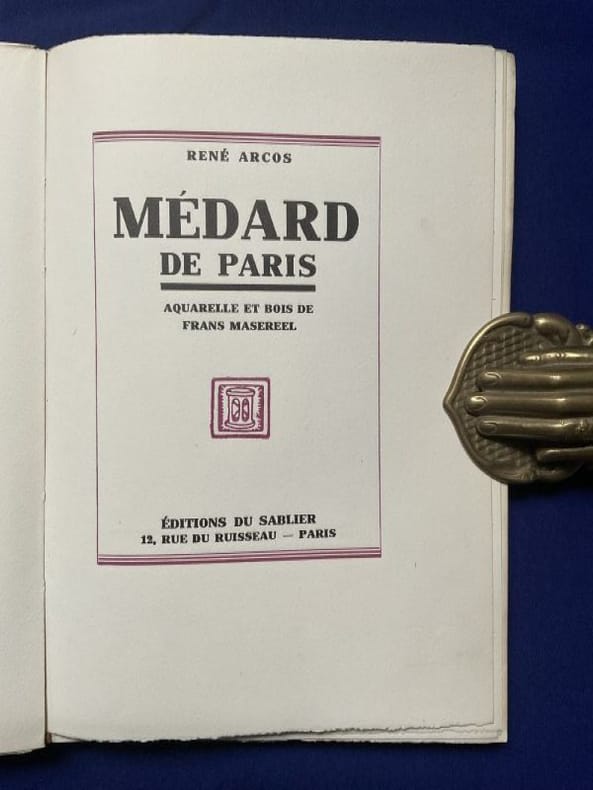 RENÉ ARCOS
MÉDARD
DE PARIS
AQUARELLE ET BOIS DE
FRANS MASEREEL
ÉDITIONS DU SABLIER
12, RUE DU RUISSEAU — PARIS